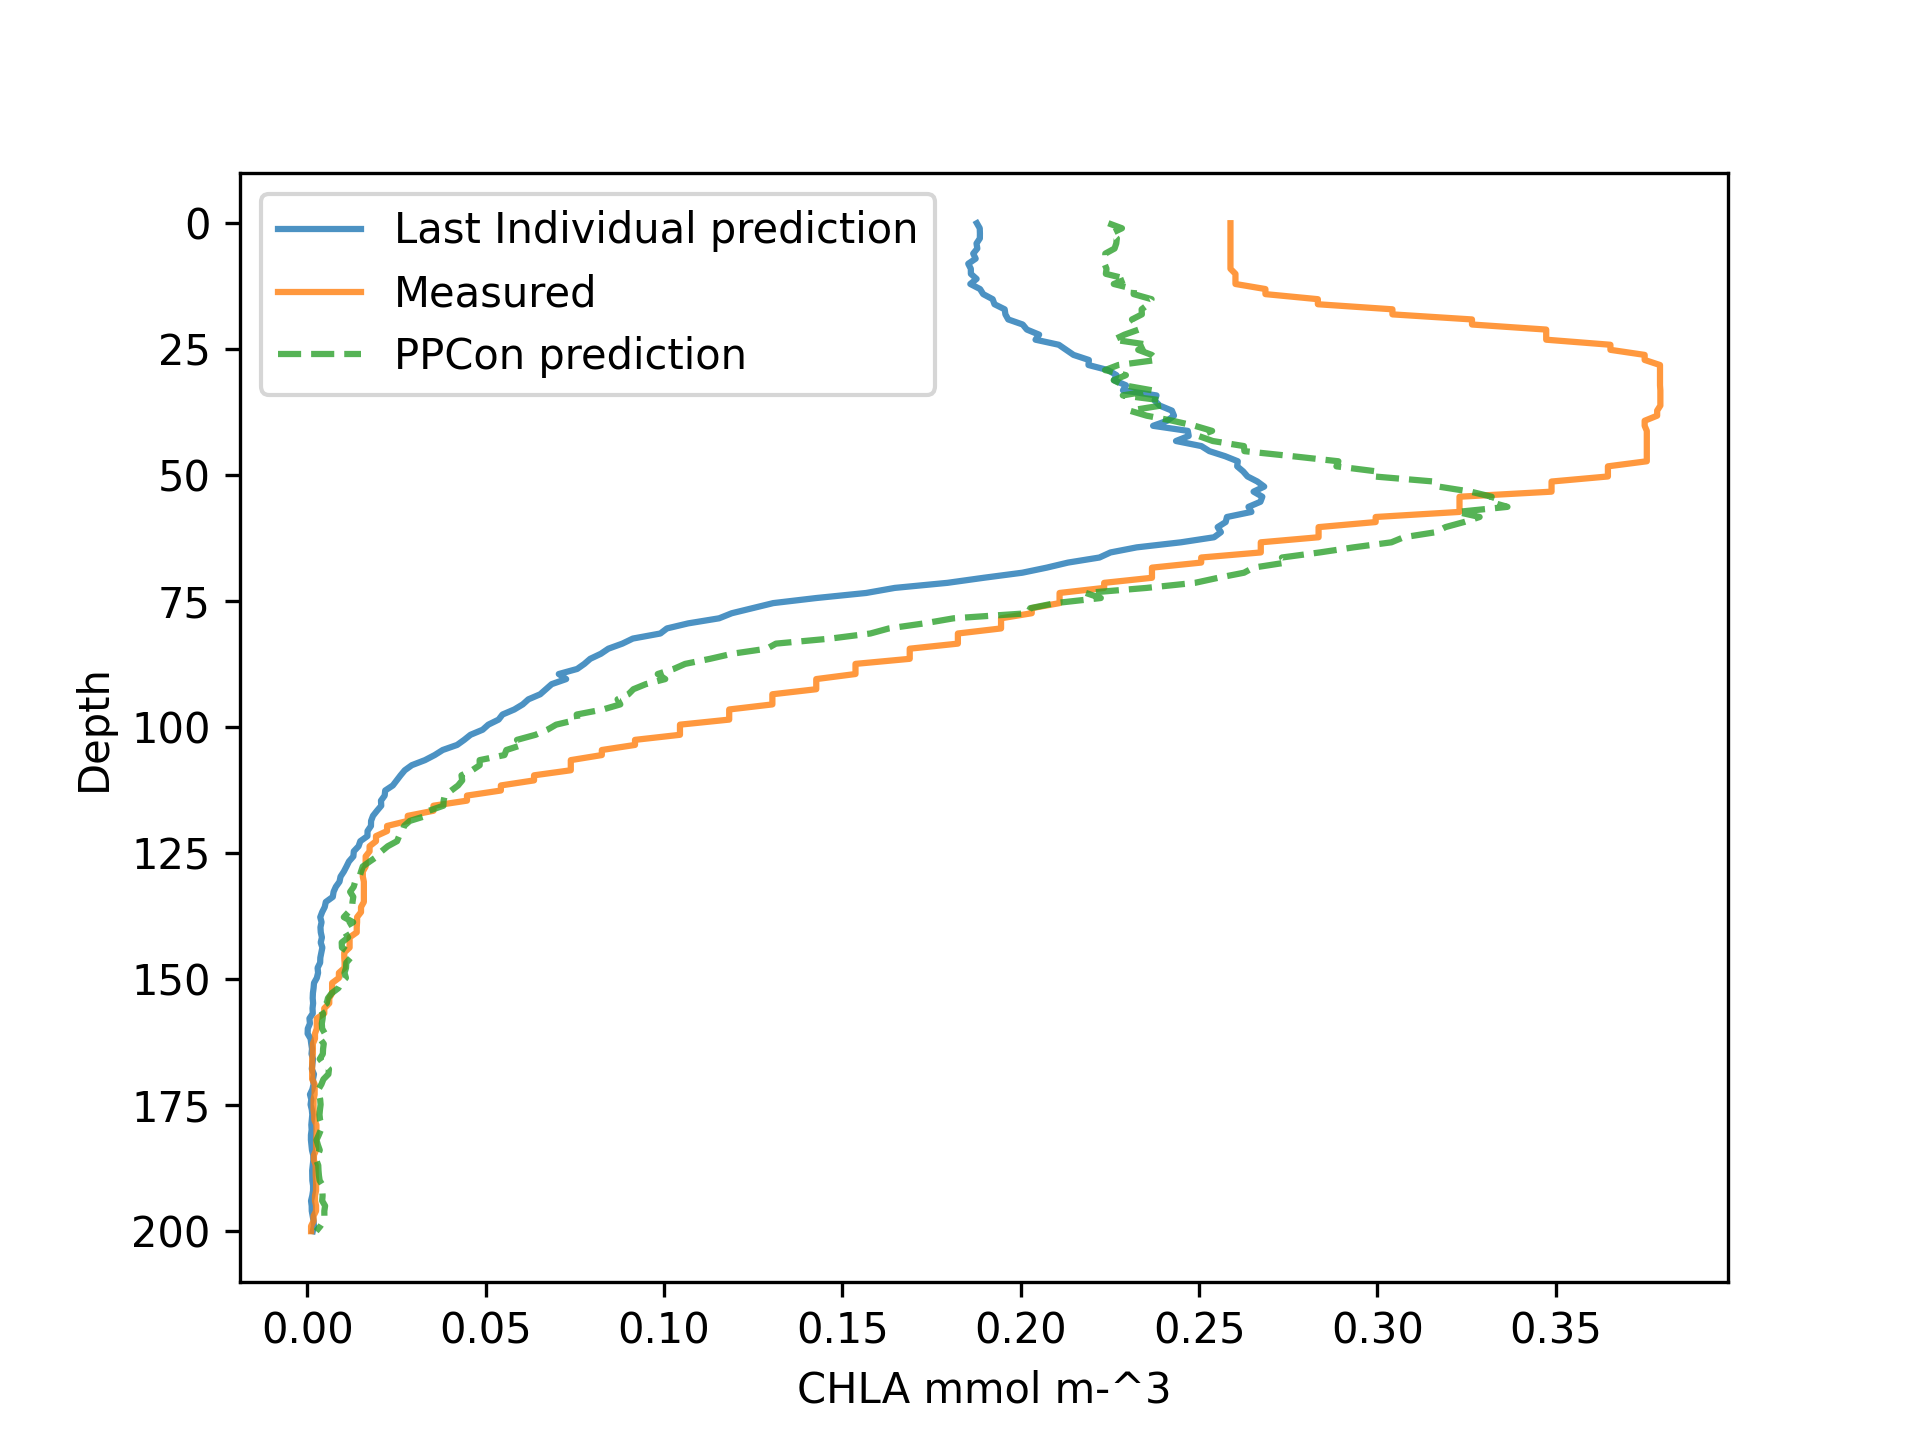 Last Individual prediction
Measured
PPCon prediction
0
25
50
75
100
125
150
175
200
Depth
0.00 0.05 0.10 0.15 0.20 0.25 0.30 0.35
CHLA mmol m-^3